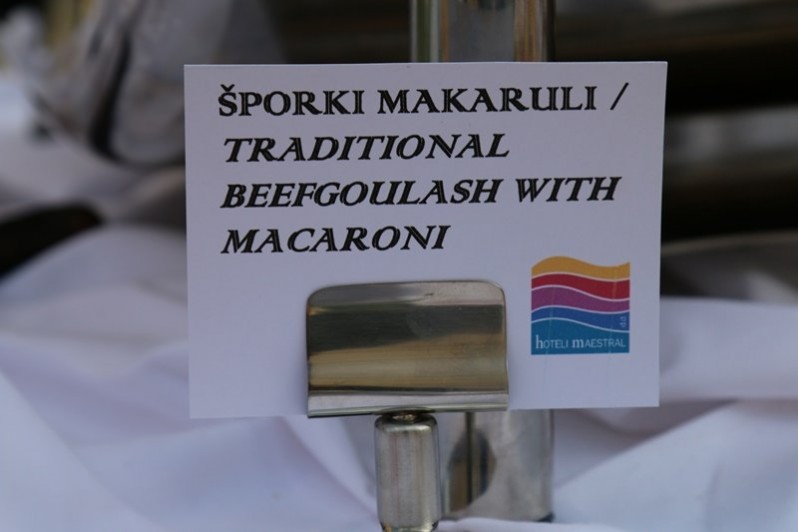 ŠPORKI MAKARULI /
TRADITIONAL
BEEFGOULASH WITH
MACARONI
d.d.
HOTELI MAESTRAL